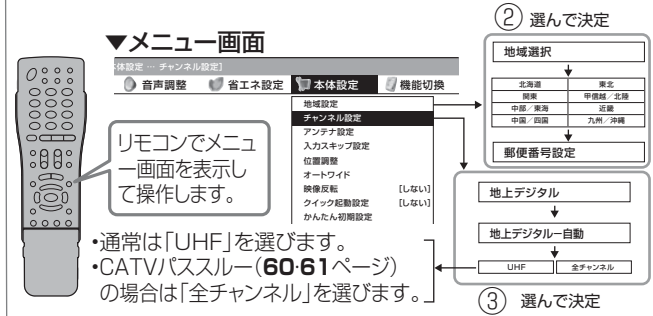 ② 選んで決定
▼メニュー画面
本体設定 … チャンネル設定]
音声調整 省エネ設定 本体設定 機能切換
地域設定
チャンネル設定
アンテナ設定
入力スキップ設定
位置調整
オートワイド
映像反転 [しない]
クイック起動設定 [しない]
かんたん初期設定
リモコンでメニュ
ー画面を表示し
て操作します。
地域選択
北海道 東北
関東 甲信越／北陸
中部／東海 近畿
中国／四国 九州／沖縄
郵便番号設定
地上デジタル
地上デジタルー自動
UHF 全チャンネル
③ 選んで決定
•通常は「UHF」を選びます。
•CATVパススルー(60·61ページ)
の場合は「全チャンネル」を選びます。